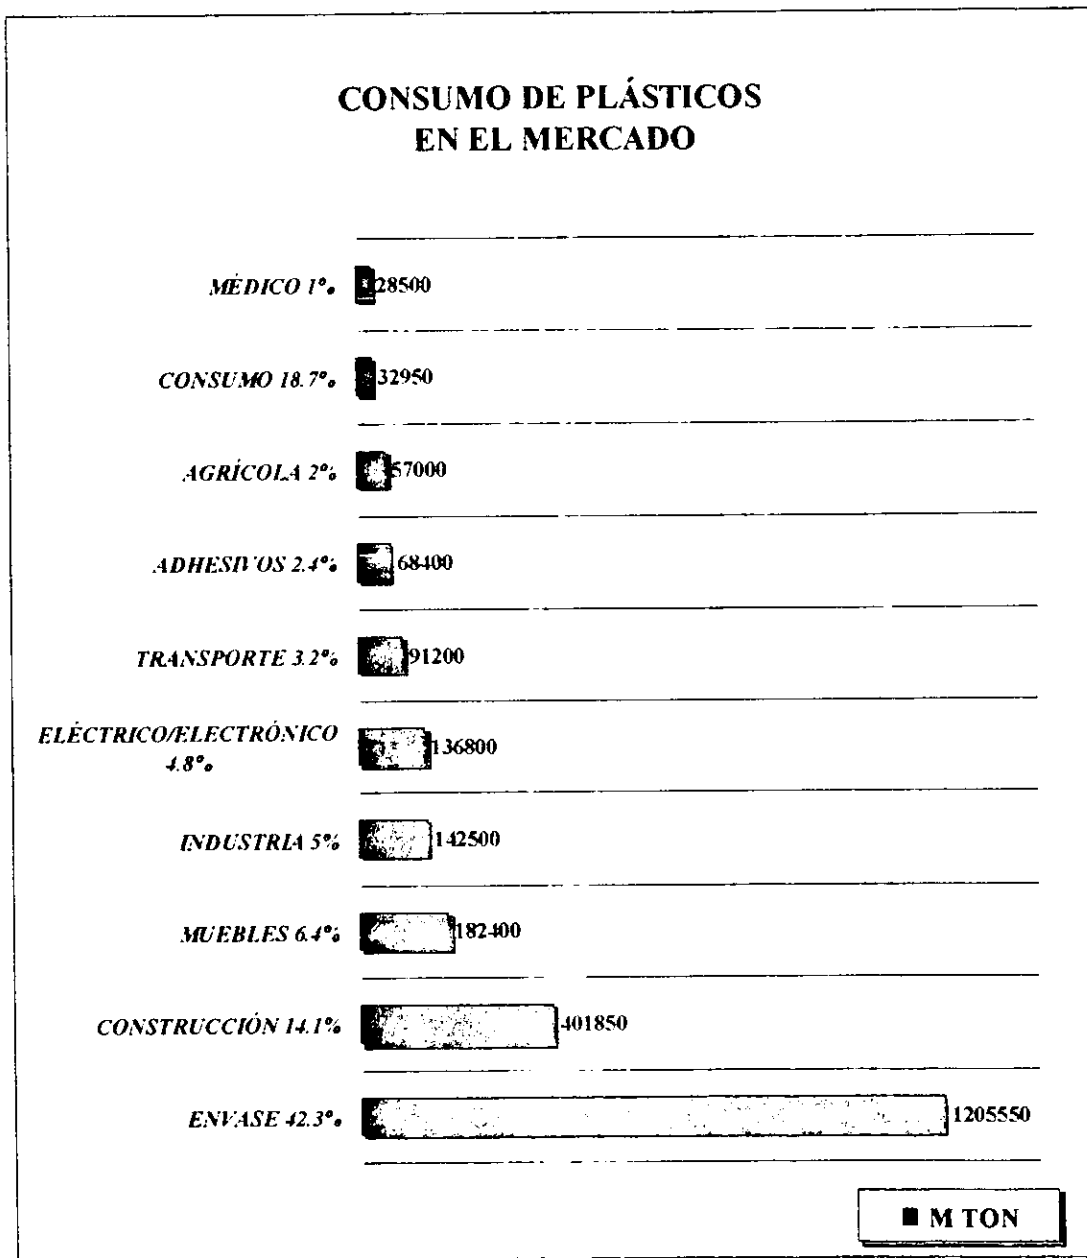 CONSUMO DE PLÁSTICOS
EN EL MERCADO
MÉDICO 1% 28500
CONSUMO 18.7% 32950
AGRÍCOLA 2% 57000
ADHESIVOS 2.4% 68400
TRANSPORTE 3.2% 91200
ELÉCTRICO/ELECTRÓNICO
4.8% 136800
INDUSTRIA 5% 142500
MUEBLES 6.4% 182400
CONSTRUCCIÓN 14.1% 401850
ENVASE 42.3% 1205550
M TON